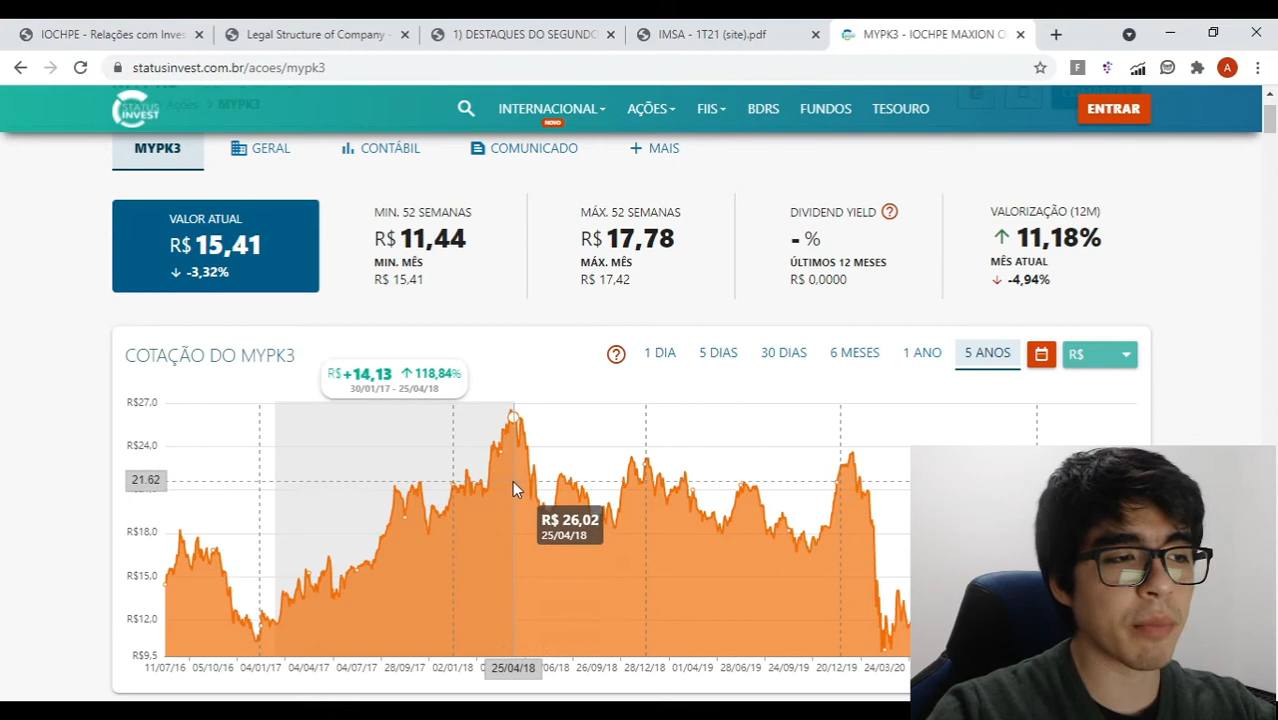 IOCHPE - Relações com Inves
Legal Structure of Company -
1) DESTAQUES DO SEGUNDO
IMSA - 1T21 (site).pdf
MYPK3 - IOCHPE MAXION O
statusinvest.com.br/acoes/mypk3
F
A
STATUS
INVEST
Ações
MYPK3
INTERNACIONAL
NOVO
AÇÕES
FIIS
BDRS
FUNDOS
TESOURO
ENTRAR
MYPK3
GERAL
CONTÁBIL
COMUNICADO
+ MAIS
VALOR ATUAL
R$ 15,41
-3,32%
MIN. 52 SEMANAS
R$ 11,44
MIN. MÊS
R$ 15,41
MÁX. 52 SEMANAS
R$ 17,78
MÁX. MÊS
R$ 17,42
DIVIDEND YIELD ?
- %
ÚLTIMOS 12 MESES
R$ 0,0000
VALORIZAÇÃO (12M)
11,18%
MÊS ATUAL
-4,94%
COTAÇÃO DO MYPK3
?
1 DIA
5 DIAS
30 DIAS
6 MESES
1 ANO
5 ANOS
R$
R$ +14,13 118,84%
30/01/17 - 25/04/18
R$27.0
R$24.0
21.62
R$18.0
R$15.0
R$12.0
R$9.5
R$ 26,02
25/04/18
11/07/16
05/10/16
04/01/17
04/04/17
04/07/17
28/09/17
02/01/18
25/04/18
06/18
26/09/18
28/12/18
01/04/19
28/06/19
24/09/19
20/12/19
24/03/20